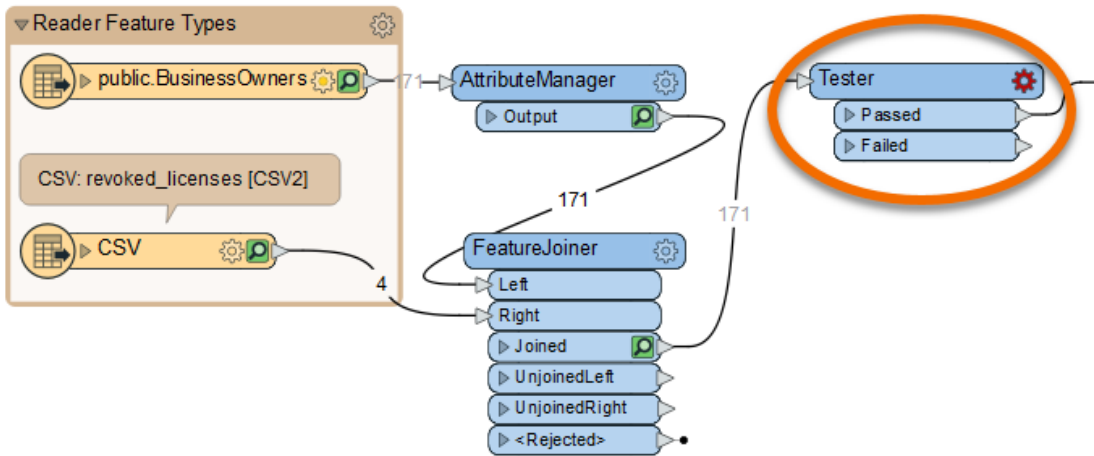 Reader Feature Types
public.BusinessOwners
171
AttributeManager
Output
Tester
Passed
Failed
CSV: revoked_licenses [CSV2]
171
171
CSV
4
FeatureJoiner
Left
Right
Joined
UnjoinedLeft
UnjoinedRight
<Rejected>